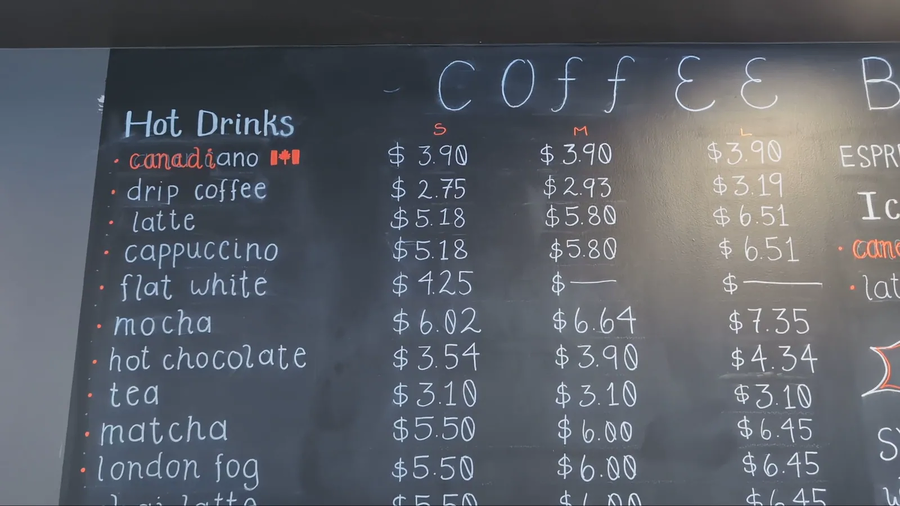 COffEE
Hot Drinks
S M L
canadiano $3.90 $3.90 $3.90
drip coffee $2.75 $2.93 $3.19
latte $5.18 $5.80 $6.51
cappuccino $5.18 $5.80 $6.51
flat white $4.25 $— $—
mocha $6.02 $6.64 $7.35
hot chocolate $3.54 $3.90 $4.34
tea $3.10 $3.10 $3.10
matcha $5.50 $6.00 $6.45
london fog $5.50 $6.00 $6.45